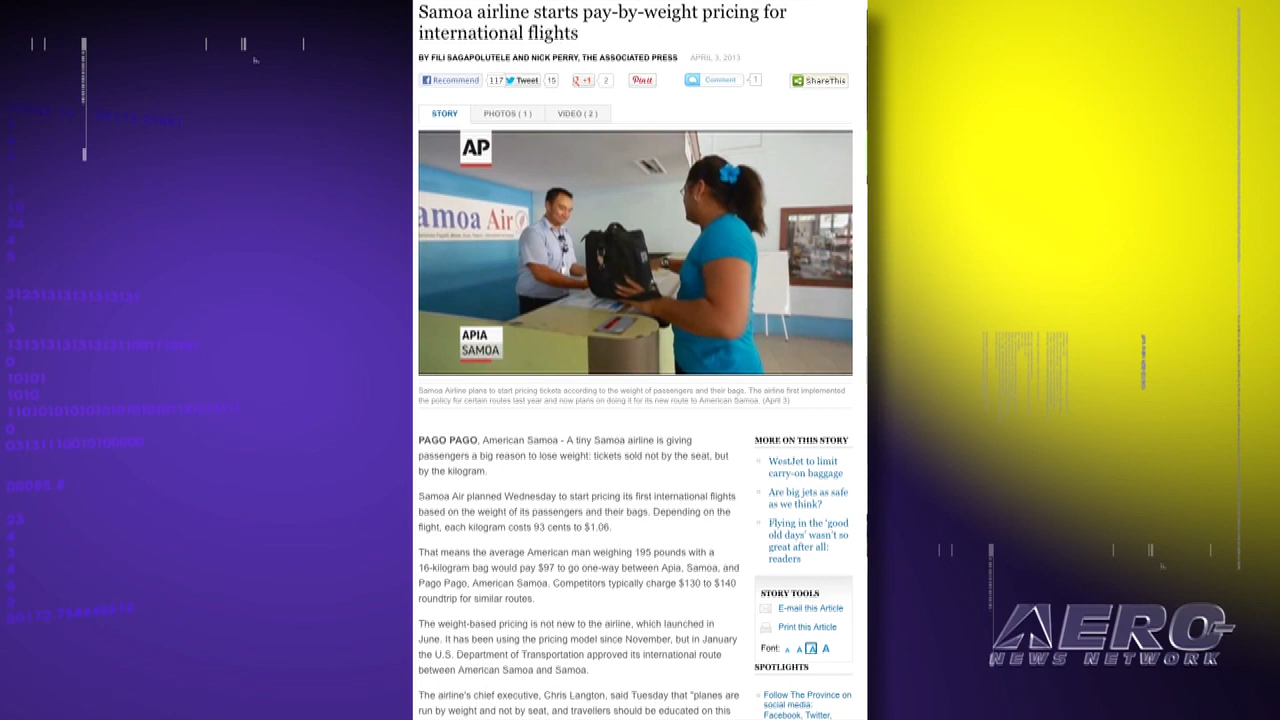 Samoa airline starts pay-by-weight pricing for
international flights
BY FILI SAGAPOLUTELE AND NICK PERRY, THE ASSOCIATED PRESS APRIL 3, 2013
Recommend 117 Tweet 15 +1 2 Pin it Comment 1 ShareThis
STORY PHOTOS ( 1 ) VIDEO ( 2 )
AP
amoa Air
APIA
SAMOA
Samoa Airline plans to start pricing tickets according to the weight of passengers and their bags. The airline first implemented
the policy for certain routes last year and now plans on doing it for its new route to American Samoa. (April 3)
PAGO PAGO, American Samoa - A tiny Samoa airline is giving
passengers a big reason to lose weight: tickets sold not by the seat, but
by the kilogram.
Samoa Air planned Wednesday to start pricing its first international flights
based on the weight of its passengers and their bags. Depending on the
flight, each kilogram costs 93 cents to $1.06.
That means the average American man weighing 195 pounds with a
16-kilogram bag would pay $97 to go one-way between Apia, Samoa, and
Pago Pago, American Samoa. Competitors typically charge $130 to $140
roundtrip for similar routes.
The weight-based pricing is not new to the airline, which launched in
June. It has been using the pricing model since November, but in January
the U.S. Department of Transportation approved its international route
between American Samoa and Samoa.
The airline's chief executive, Chris Langton, said Tuesday that "planes are
run by weight and not by seat, and travellers should be educated on this
MORE ON THIS STORY
WestJet to limit
carry-on baggage
Are big jets as safe
as we think?
Flying in the 'good
old days' wasn't so
great after all:
readers
STORY TOOLS
E-mail this Article
Print this Article
Font: A A A A
SPOTLIGHTS
Follow The Province on
social media:
Facebook, Twitter,
AERO-
NEWS NETWORK